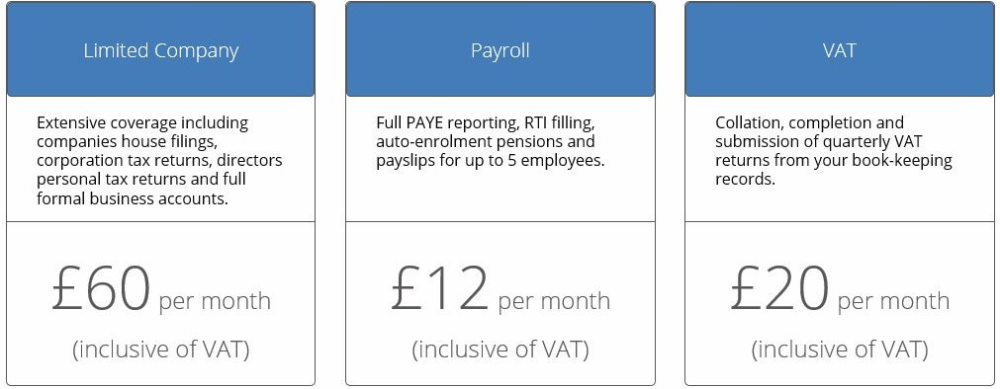 Limited Company
Extensive coverage including
companies house filings,
corporation tax returns, directors
personal tax returns and full
formal business accounts.
£60 per month
(inclusive of VAT)
Payroll
Full PAYE reporting, RTI filling,
auto-enrolment pensions and
payslips for up to 5 employees.
£12 per month
(inclusive of VAT)
VAT
Collation, completion and
submission of quarterly VAT
returns from your book-keeping
records.
£20 per month
(inclusive of VAT)